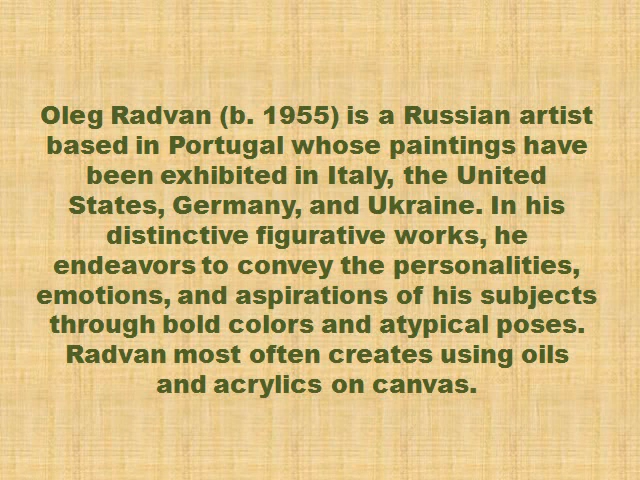 Oleg Radvan (b. 1955) is a Russian artist
based in Portugal whose paintings have
been exhibited in Italy, the United
States, Germany, and Ukraine. In his
distinctive figurative works, he
endeavors to convey the personalities,
emotions, and aspirations of his subjects
through bold colors and atypical poses.
Radvan most often creates using oils
and acrylics on canvas.